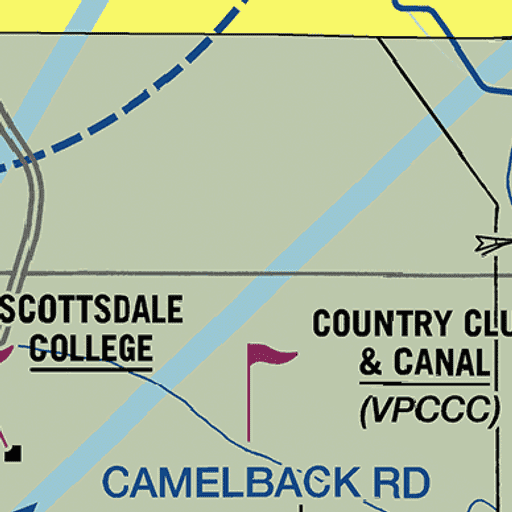 SCOTTSDALE
COLLEGE
COUNTRY CLU
& CANAL
(VPCCC)
CAMELBACK RD